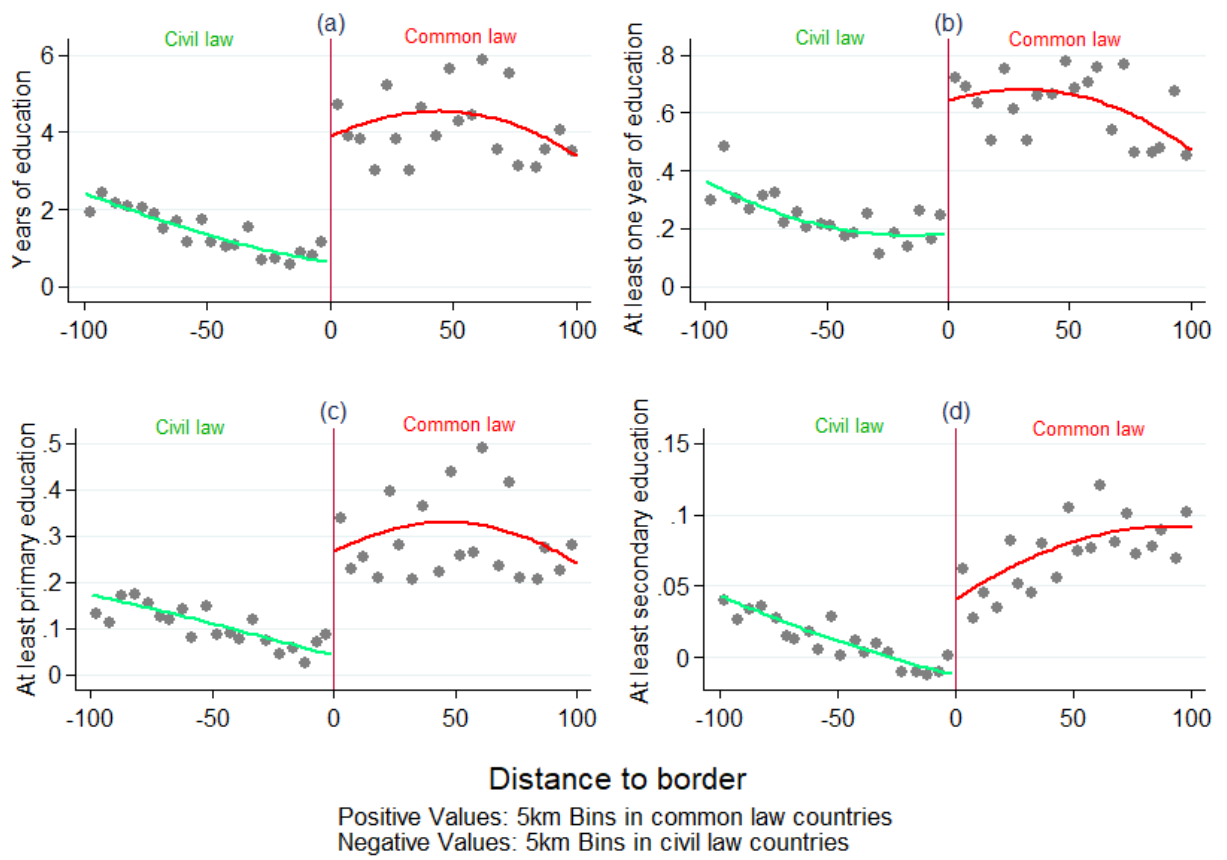 (a)
Civil law
Common law
Years of education
6
4
2
0
-100 -50 0 50 100
(b)
Civil law
Common law
At least one year of education
.8
.6
.4
.2
0
-100 -50 0 50 100
(c)
Civil law
Common law
At least primary education
.5
.4
.3
.2
.1
0
-100 -50 0 50 100
(d)
Civil law
Common law
At least secondary education
.15
.1
.05
0
-100 -50 0 50 100
Distance to border
Positive Values: 5km Bins in common law countries
Negative Values: 5km Bins in civil law countries